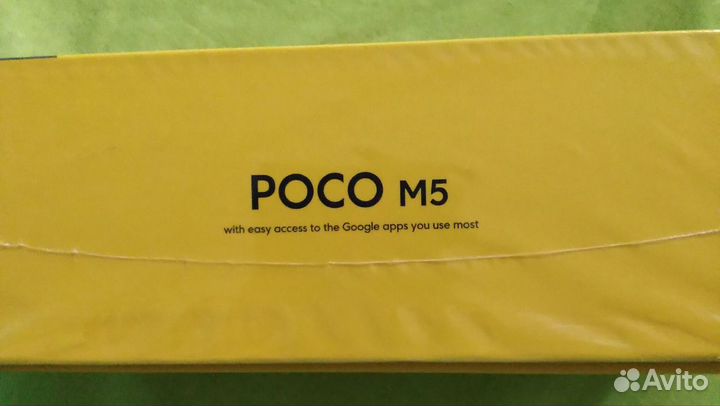 POCO M5
with easy access to the Google apps you use most
Avito